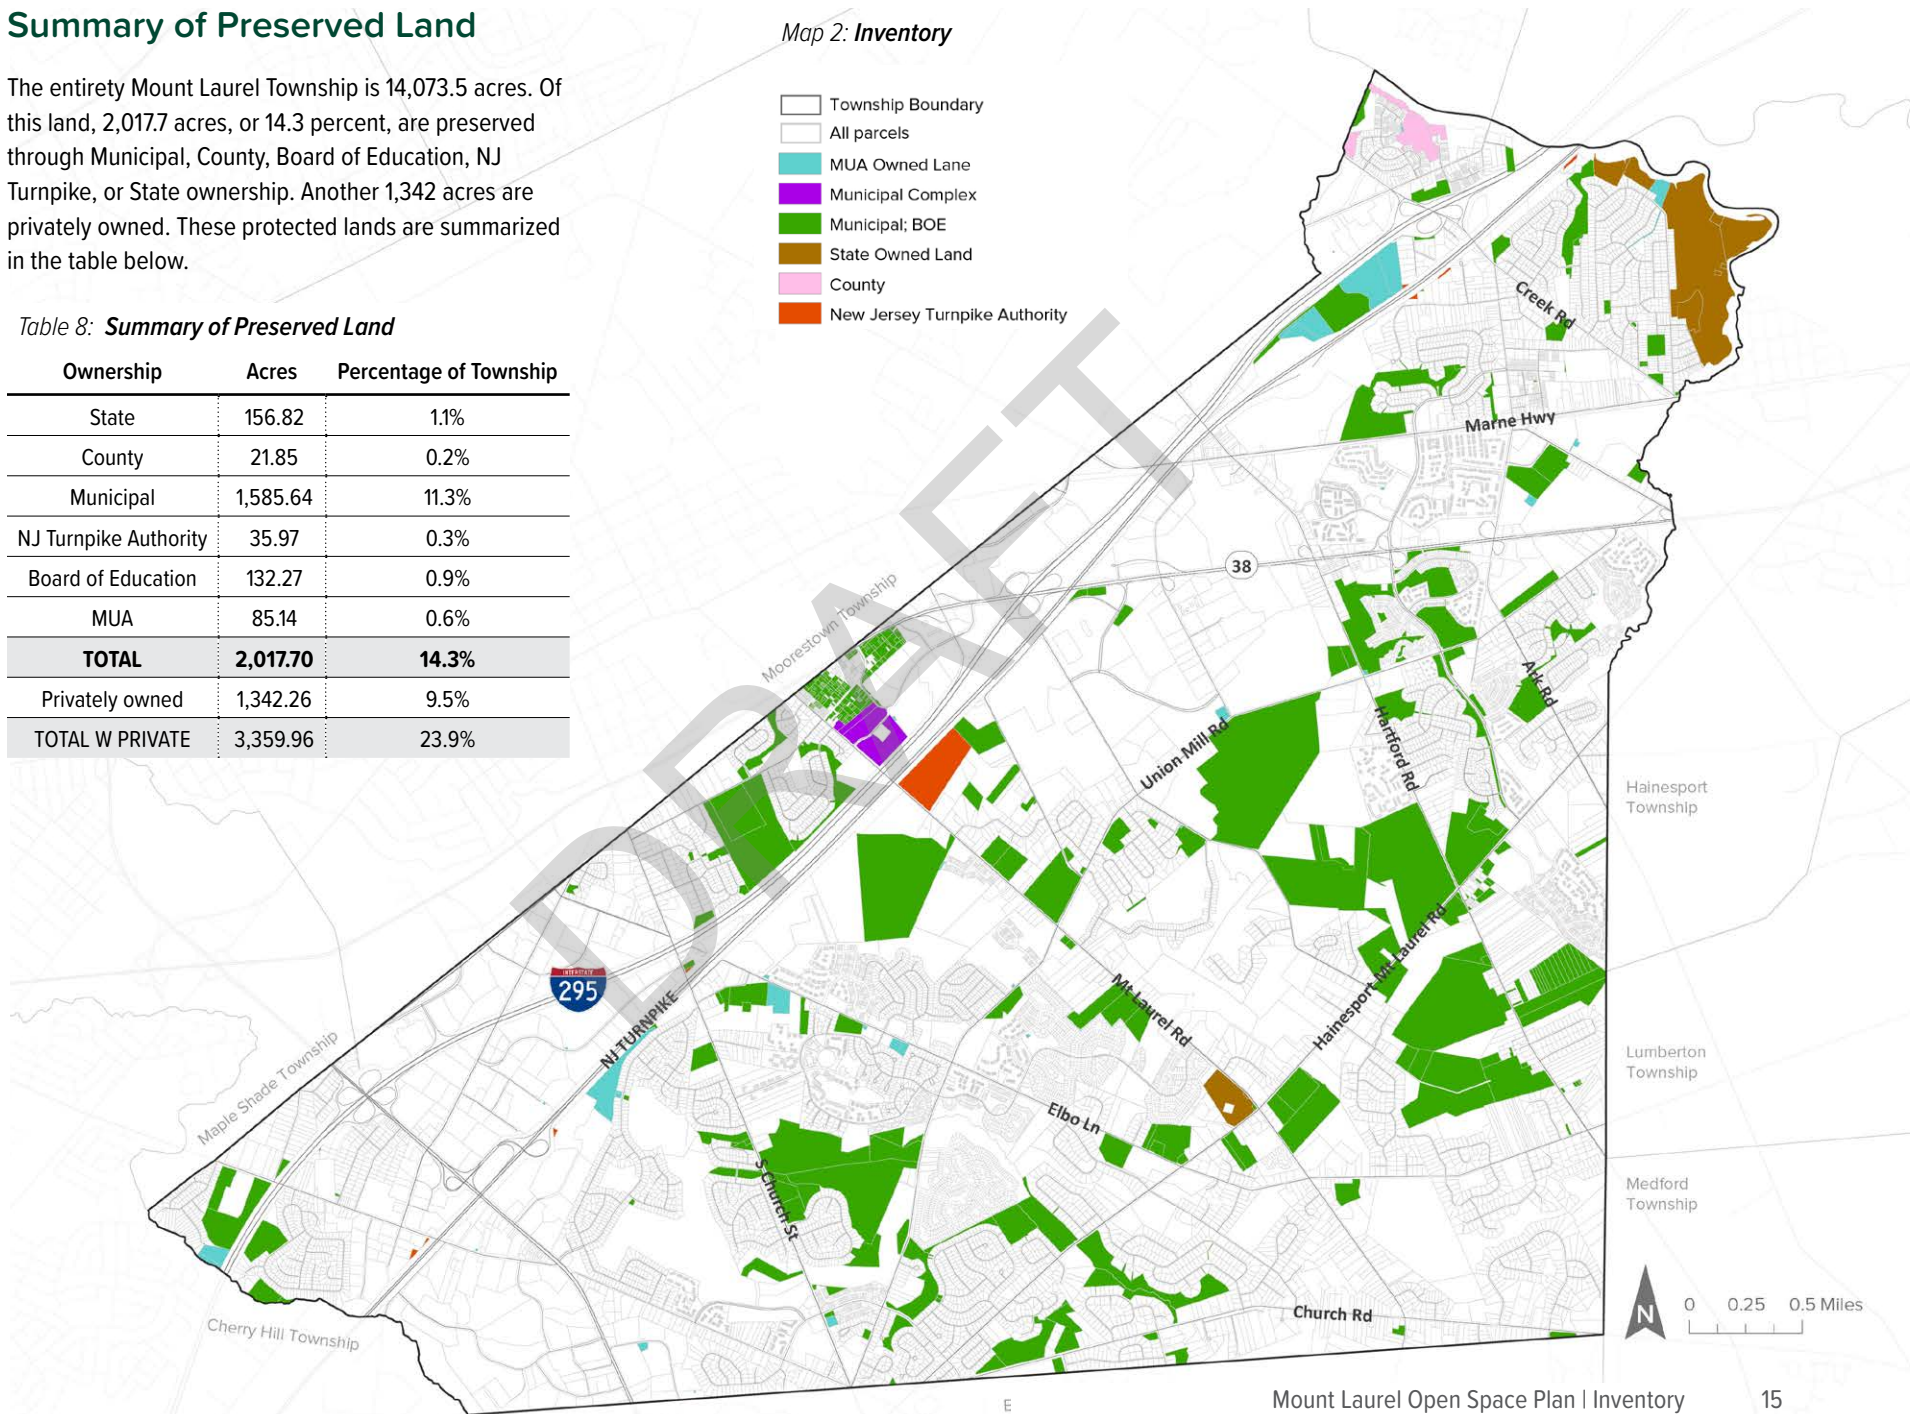 Summary of Preserved Land
The entirety Mount Laurel Township is 14,073.5 acres. Of
this land, 2,017.7 acres, or 14.3 percent, are preserved
through Municipal, County, Board of Education, NJ
Turnpike, or State ownership. Another 1,342 acres are
privately owned. These protected lands are summarized
in the table below.
Table 8: Summary of Preserved Land
Ownership Acres Percentage of Township
State 156.82 1.1%
County 21.85 0.2%
Municipal 1,585.64 11.3%
NJ Turnpike Authority 35.97 0.3%
Board of Education 132.27 0.9%
MUA 85.14 0.6%
TOTAL 2,017.70 14.3%
Privately owned 1,342.26 9.5%
TOTAL W PRIVATE 3,359.96 23.9%
Map 2: Inventory
Township Boundary
All parcels
MUA Owned Lane
Municipal Complex
Municipal; BOE
State Owned Land
County
New Jersey Turnpike Authority
DRAFT
Creek Rd
Marne Hwy
38
Moorestown Township
Ark Rd
Hartford Rd
Union Mill Rd
Hainesport
Township
Hainesport Mt Laurel Rd
Mt Laurel Rd
INTERSTATE
295
NJ TURNPIKE
Maple Shade Township
Lumberton
Township
Elbo Ln
S Church St
Medford
Township
Church Rd
Cherry Hill Township
N
0 0.25 0.5 Miles
E
Mount Laurel Open Space Plan | Inventory 15